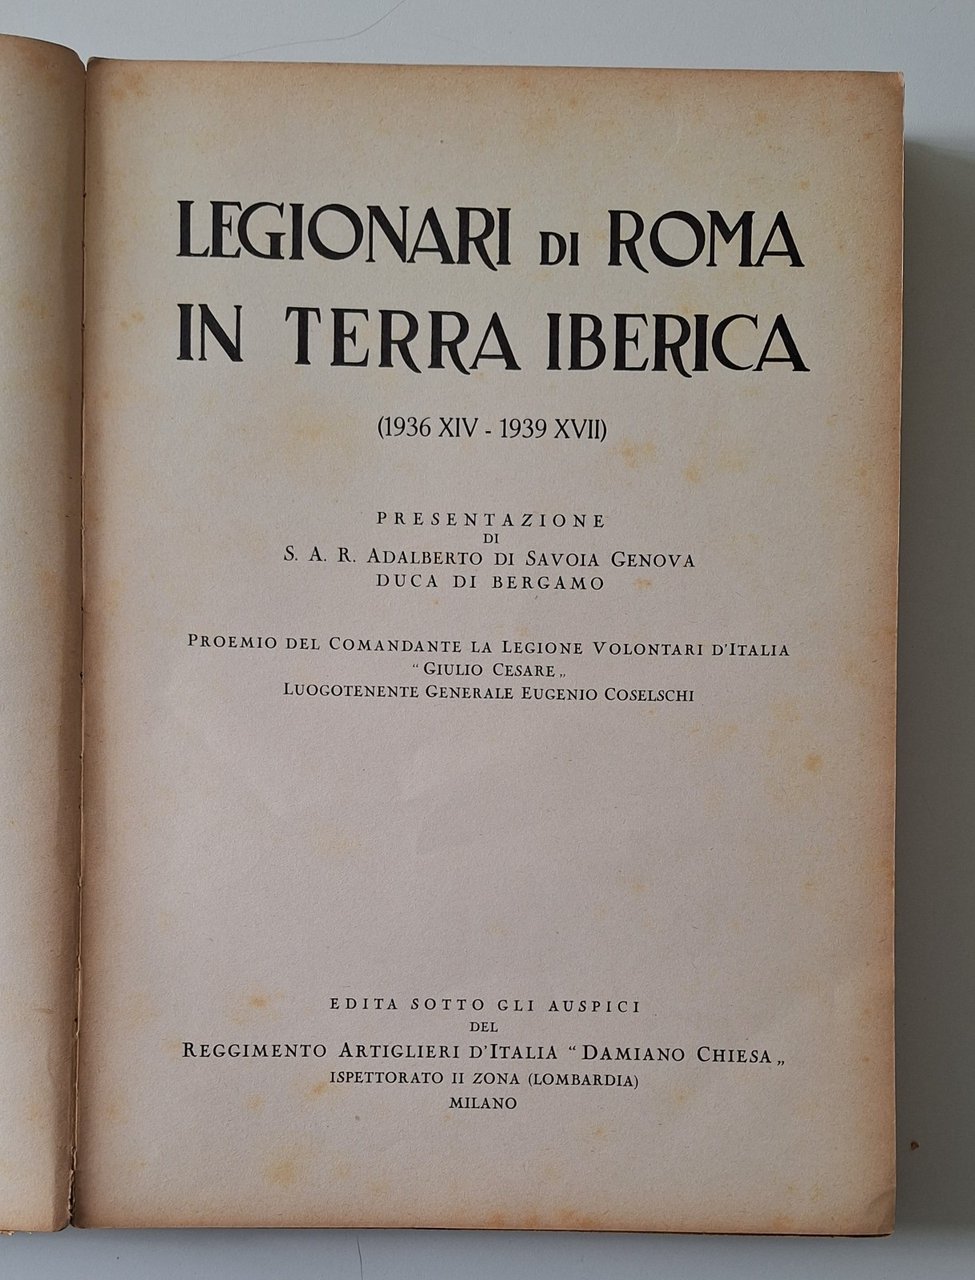 LEGIONARI DI ROMA
IN TERRA IBERICA
(1936 XIV - 1939 XVII)
PRESENTAZIONE
DI
S. A. R. ADALBERTO DI SAVOIA GENOVA
DUCA DI BERGAMO
PROEMIO DEL COMANDANTE LA LEGIONE VOLONTARI D'ITALIA
“ GIULIO CESARE „
LUOGOTENENTE GENERALE EUGENIO COSELSCHI
EDITA SOTTO GLI AUSPICI
DEL
REGGIMENTO ARTIGLIERI D'ITALIA “ DAMIANO CHIESA „
ISPETTORATO II ZONA (LOMBARDIA)
MILANO